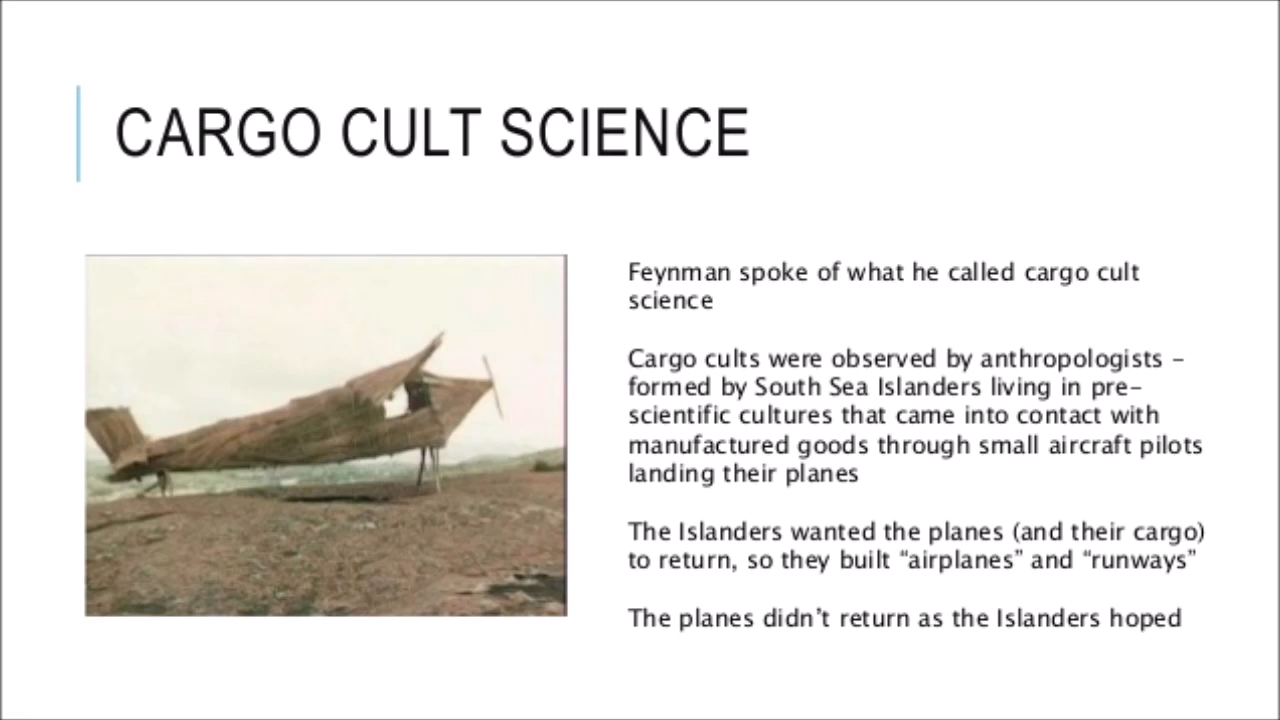 CARGO CULT SCIENCE
Feynman spoke of what he called cargo cult
science
Cargo cults were observed by anthropologists –
formed by South Sea Islanders living in pre-
scientific cultures that came into contact with
manufactured goods through small aircraft pilots
landing their planes
The Islanders wanted the planes (and their cargo)
to return, so they built “airplanes” and “runways”
The planes didn’t return as the Islanders hoped